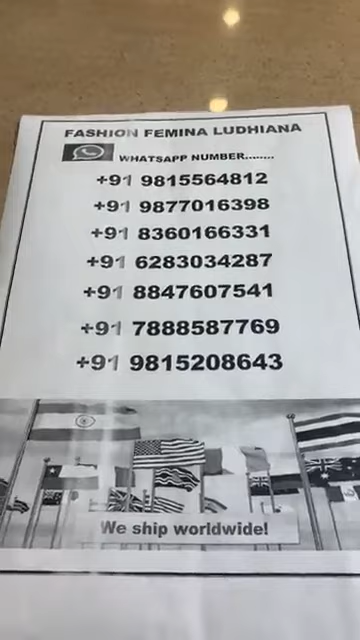 FASHION FEMINA LUDHIANA
WHATSAPP NUMBER........
+91 9815564812
+91 9877016398
+91 8360166331
+91 6283034287
+91 8847607541
+91 7888587769
+91 9815208643
We ship worldwide!